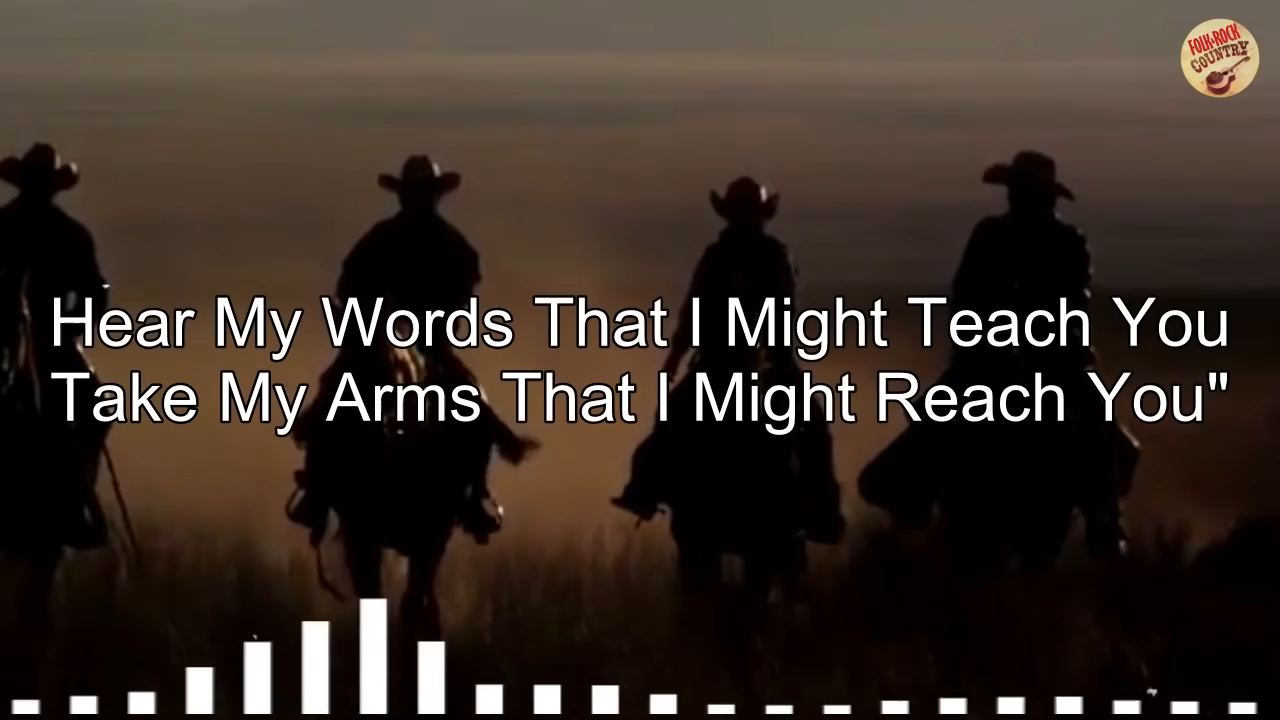 FOLK-ROCK
COUNTRY
Hear My Words That I Might Teach You
Take My Arms That I Might Reach You"